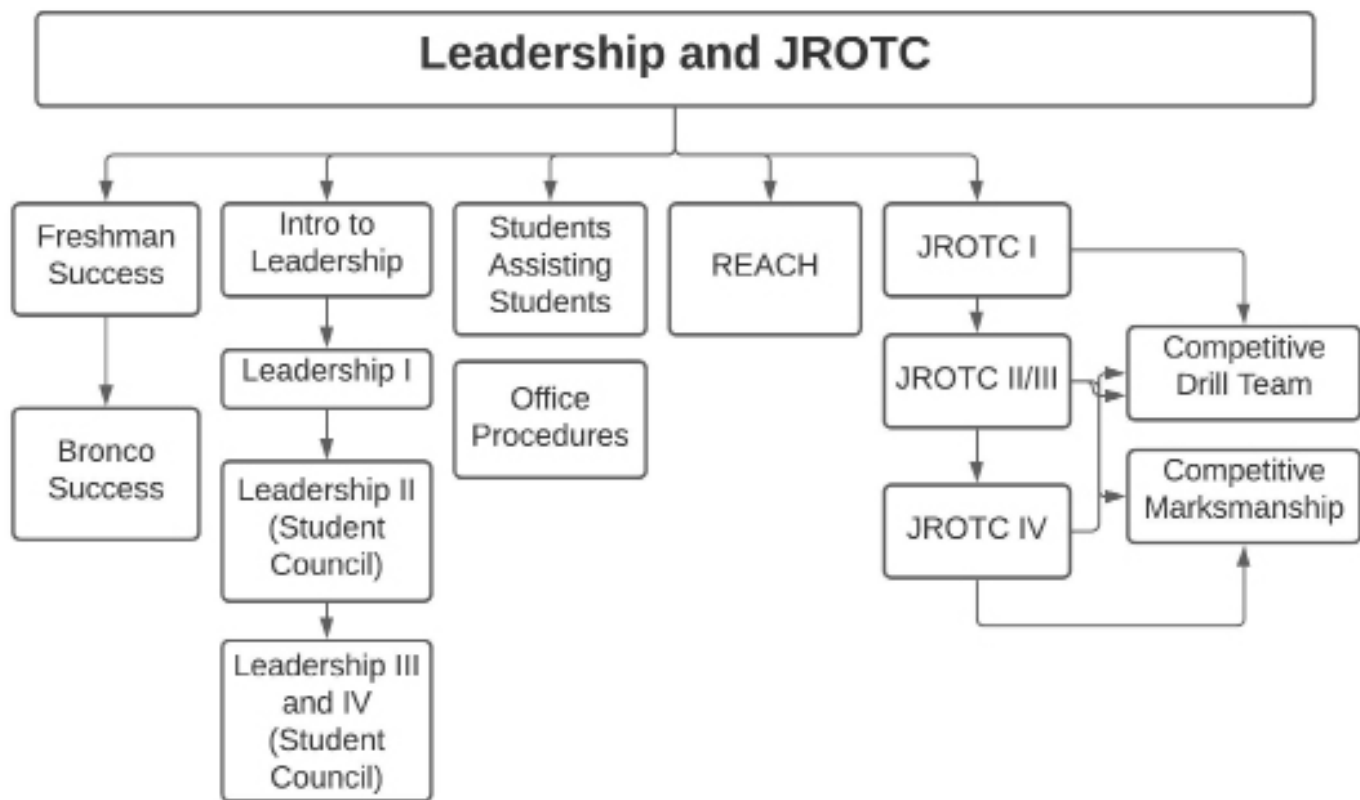 Leadership and JROTC
Freshman
Success
Bronco
Success
Intro to
Leadership
Leadership I
Leadership II
(Student
Council)
Leadership III
and IV
(Student
Council)
Students
Assisting
Students
Office
Procedures
REACH
JROTC I
JROTC II/III
JROTC IV
Competitive
Drill Team
Competitive
Marksmanship